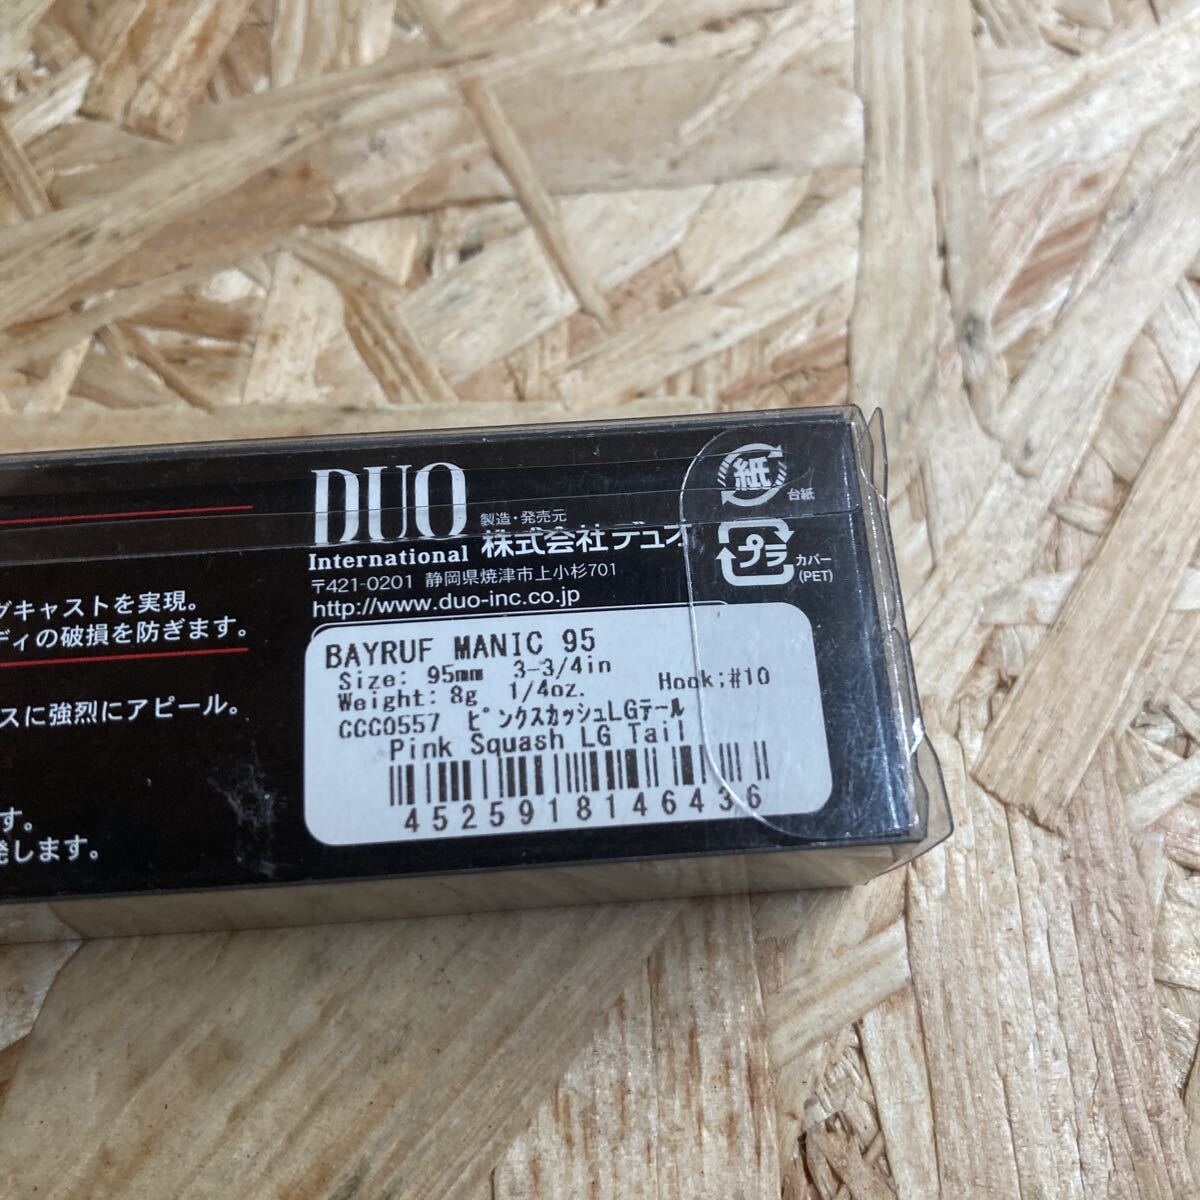 グキャストを実現。
ディの破損を防ぎます。
スに強烈にアピール。
す。
発します。
DUO
International
製造・発売元
株式会社デュオ
〒421-0201 静岡県焼津市上小杉701
http://www.duo-inc.co.jp
紙
台紙
プラ
カバー
(PET)
BAYRUF MANIC 95
Size: 95mm 3-3/4in
Weight: 8g 1/4oz. Hook:#10
CCC0557 ピンクスカッシュLGテール
Pink Squash LG Tail
4525918146436